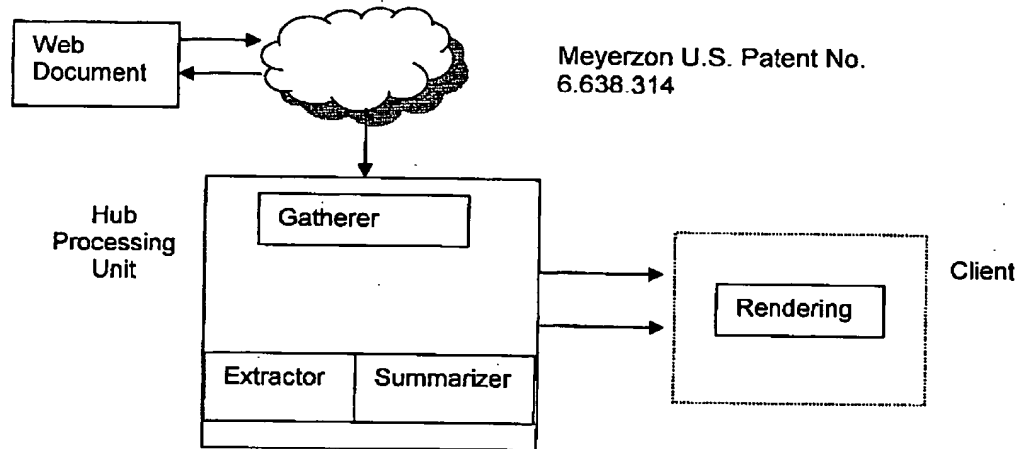 Web
Document
Meyerzon U.S. Patent No.
6.638.314
Hub
Processing
Unit
Gatherer
Client
Rendering
Extractor
Summarizer